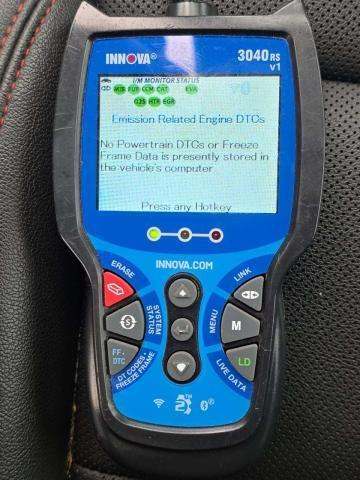 INNOVA®
3040RS
v1
I/M MONITOR STATUS
MIS FUE CCM CAT EVA
O2S HTR EGR
Emission Related Engine DTCs
No Powertrain DTCs or Freeze
Frame Data is presently stored in
the vehicle's computer
Press any Hotkey
INNOVA.COM
ERASE
LINK
SYSTEM STATUS
MENU
M
FF+
DTC
LD
DT CODES +
FREEZE FRAME
LIVE DATA